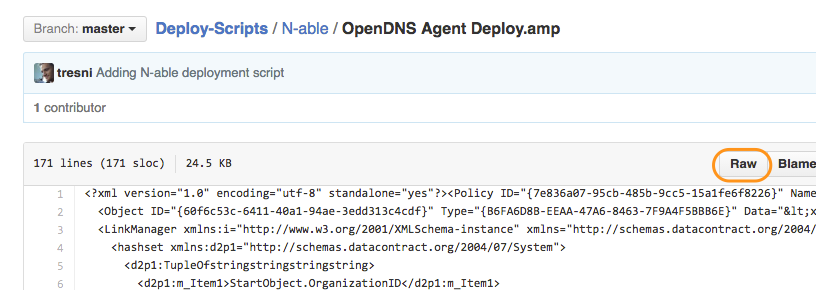 Branch: master
Deploy-Scripts / N-able / OpenDNS Agent Deploy.amp
tresni Adding N-able deployment script
1 contributor
171 lines (171 sloc) 24.5 KB Raw Blame
1 <?xml version="1.0" encoding="utf-8" standalone="yes"?><Policy ID="{7e836a07-95cb-485b-9cc5-15a1fe6f8226}" Name
2 <Object ID="{60f6c53c-6411-40a1-94ae-3edd313c4cdf}" Type="{B6FA6D8B-EEAA-47A6-8463-7F9A4F5BBB6E}" Data="&lt;x
3 <LinkManager xmlns:i="http://www.w3.org/2001/XMLSchema-instance" xmlns="http://schemas.datacontract.org/2004/
4 <hashset xmlns:d2p1="http://schemas.datacontract.org/2004/07/System">
5 <d2p1:TupleOfstringstringstringstring>
6 <d2p1:m_Item1>StartObject.OrganizationID</d2p1:m_Item1>